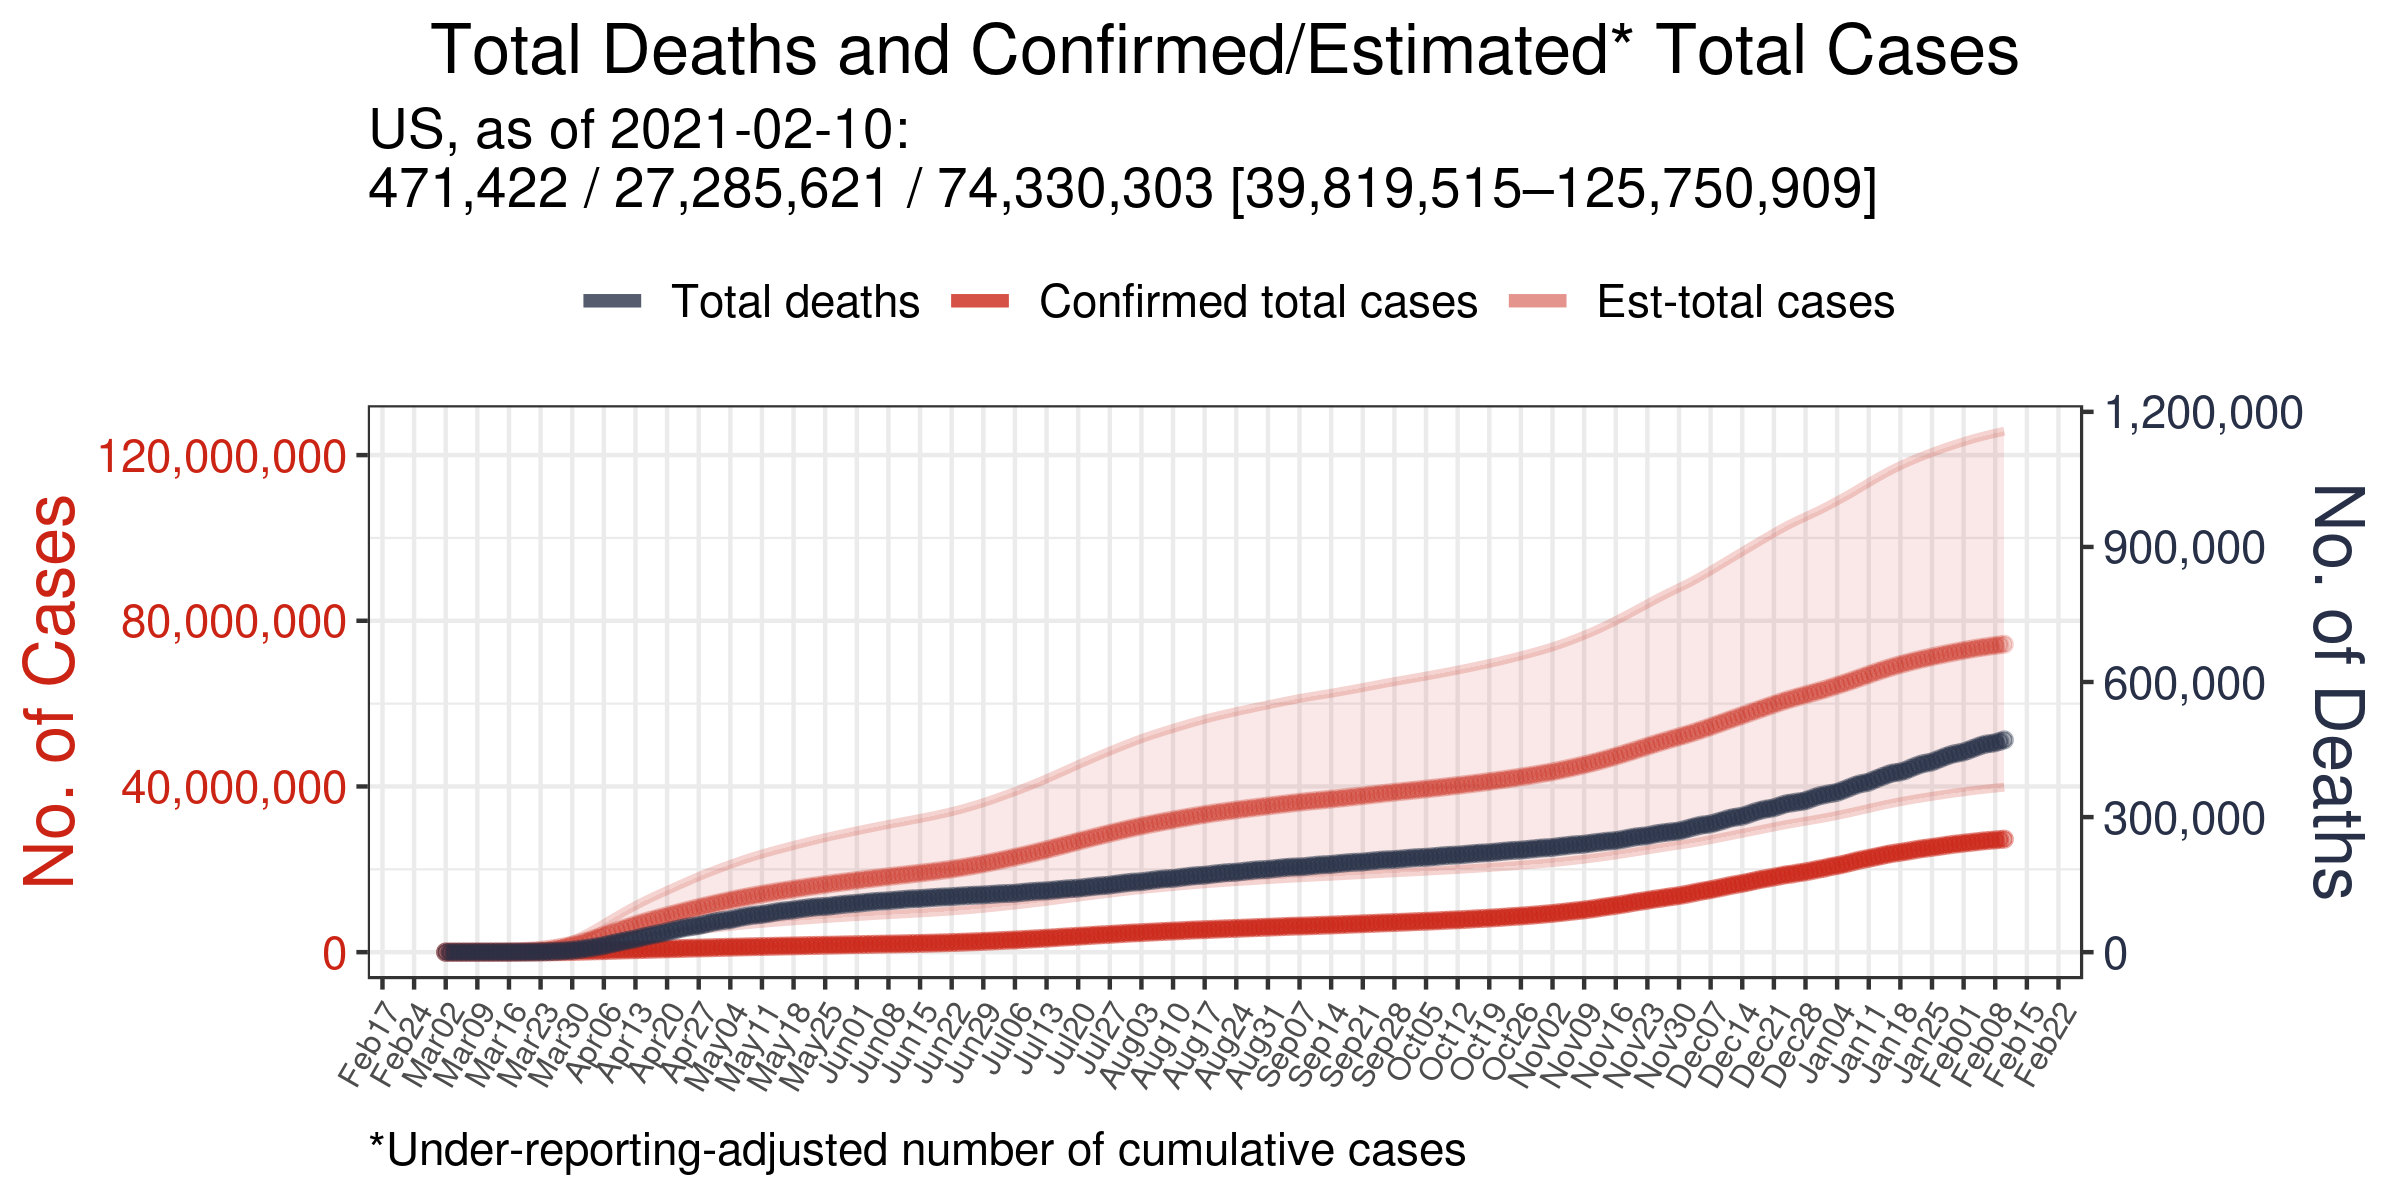 Total Deaths and Confirmed/Estimated* Total Cases
US, as of 2021-02-10:
471,422 / 27,285,621 / 74,330,303 [39,819,515–125,750,909]
Total deaths
Confirmed total cases
Est-total cases
No. of Cases
120,000,000
80,000,000
40,000,000
0
1,200,000
900,000
600,000
300,000
0
No. of Deaths
Feb17
Feb24
Mar02
Mar09
Mar16
Mar23
Mar30
Apr06
Apr13
Apr20
Apr27
May04
May11
May18
May25
Jun01
Jun08
Jun15
Jun22
Jun29
Jul06
Jul13
Jul20
Jul27
Aug03
Aug10
Aug17
Aug24
Aug31
Sep07
Sep14
Sep21
Sep28
Oct05
Oct12
Oct19
Oct26
Nov02
Nov09
Nov16
Nov23
Nov30
Dec07
Dec14
Dec21
Dec28
Jan04
Jan11
Jan18
Jan25
Feb01
Feb08
Feb15
Feb22
*Under-reporting-adjusted number of cumulative cases